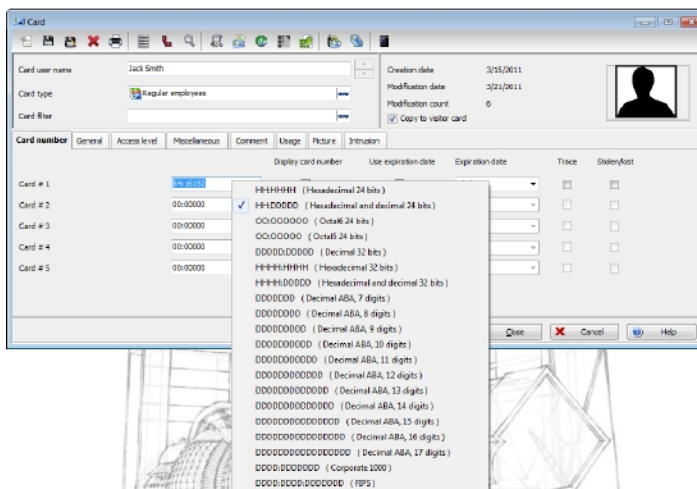 Card
Card user name
Jack Smith
Creation date
3/15/2011
Card type
Regular employees
Modification date
3/21/2011
Modification count
6
Card filter
Copy to visitor card
Card number
General
Access level
Miscellaneous
Comment
Usage
Picture
Intrusion
Display card number
Use expiration date
Expiration date
Trace
Stolen/lost
Card # 1
Card # 2
00:00000
Card # 3
00:00000
Card # 4
00:00000
Card # 5
00:00000
HH:HHHH (Hexadecimal 24 bits)
HH:DDDDD (Hexadecimal and decimal 24 bits)
OO:OOOOOO (Octal6 24 bits)
OO:OOOOO (Octal5 24 bits)
DDDDD:DDDDD (Decimal 32 bits)
HHHH:HHHH (Hexadecimal 32 bits)
HHHH:DDDDD (Hexadecimal and decimal 32 bits)
DDDDDDD (Decimal ABA, 7 digits)
DDDDDDDD (Decimal ABA, 8 digits)
DDDDDDDDD (Decimal ABA, 9 digits)
DDDDDDDDDD (Decimal ABA, 10 digits)
DDDDDDDDDDD (Decimal ABA, 11 digits)
DDDDDDDDDDDD (Decimal ABA, 12 digits)
DDDDDDDDDDDDD (Decimal ABA, 13 digits)
DDDDDDDDDDDDDD (Decimal ABA, 14 digits)
DDDDDDDDDDDDDDD (Decimal ABA, 15 digits)
DDDDDDDDDDDDDDDD (Decimal ABA, 16 digits)
DDDDDDDDDDDDDDDDD (Decimal ABA, 17 digits)
DDDD:DDDDDDD (Corporate 1000)
DDDD:DDDD:DDDDDDD (FIPS)
Close
Cancel
Help